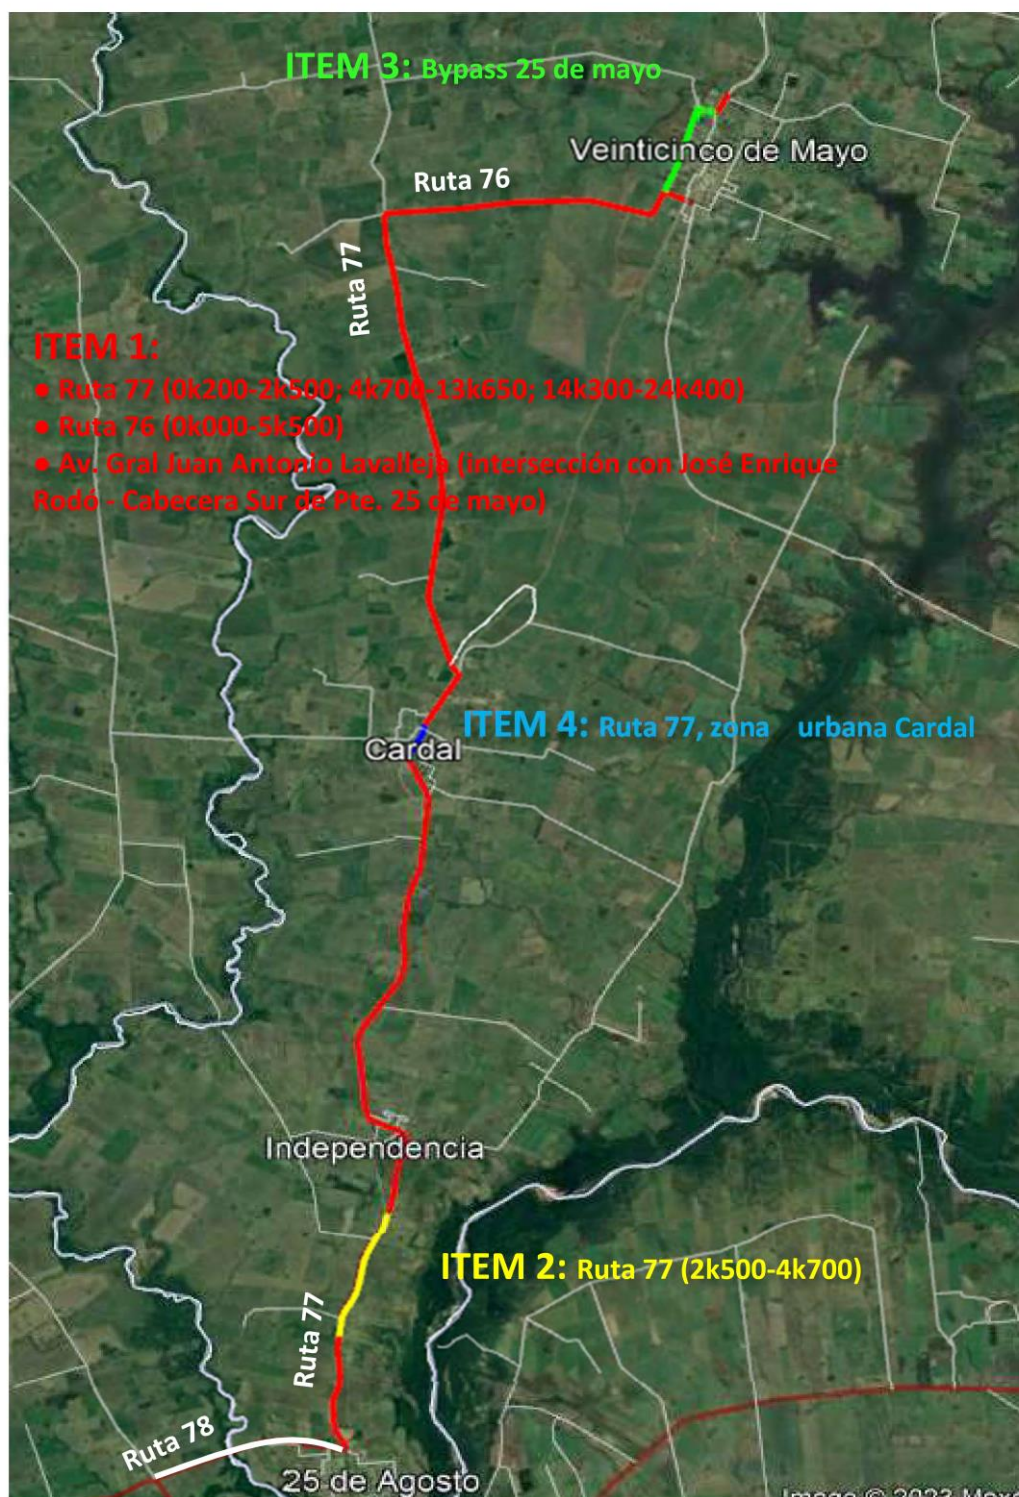 ITEM 3: Bypass 25 de mayo
Veinticinco de Mayo
Ruta 76
Ruta 77
ITEM 1:
● Ruta 77 (0k200-2k500; 4k700-13k650; 14k300-24k400)
● Ruta 76 (0k000-5k500)
● Av. Gral Juan Antonio Lavalleja (intersección con José Enrique
Rodó - Cabecera Sur de Pte. 25 de mayo)
ITEM 4: Ruta 77, zona urbana Cardal
Cardal
Independencia
ITEM 2: Ruta 77 (2k500-4k700)
Ruta 77
Ruta 78
25 de Agosto
Image © 2023